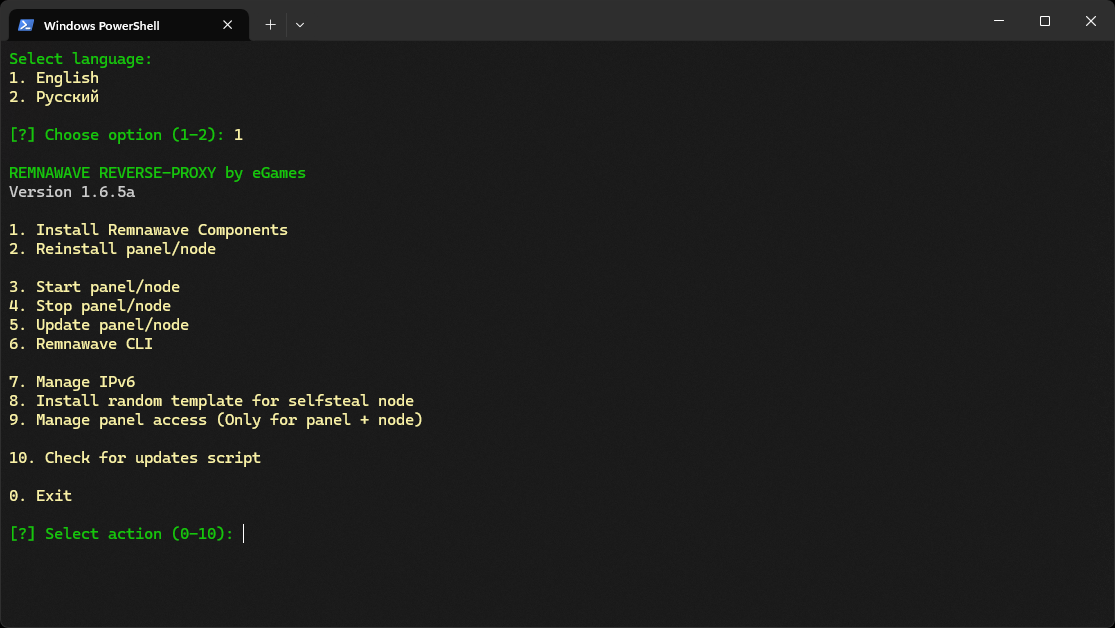 Windows PowerShell
Select language:
1. English
2. Русский
[?] Choose option (1-2): 1
REMNAWAVE REVERSE-PROXY by eGames
Version 1.6.5a
1. Install Remnawave Components
2. Reinstall panel/node
3. Start panel/node
4. Stop panel/node
5. Update panel/node
6. Remnawave CLI
7. Manage IPv6
8. Install random template for selfsteal node
9. Manage panel access (Only for panel + node)
10. Check for updates script
0. Exit
[?] Select action (0-10):